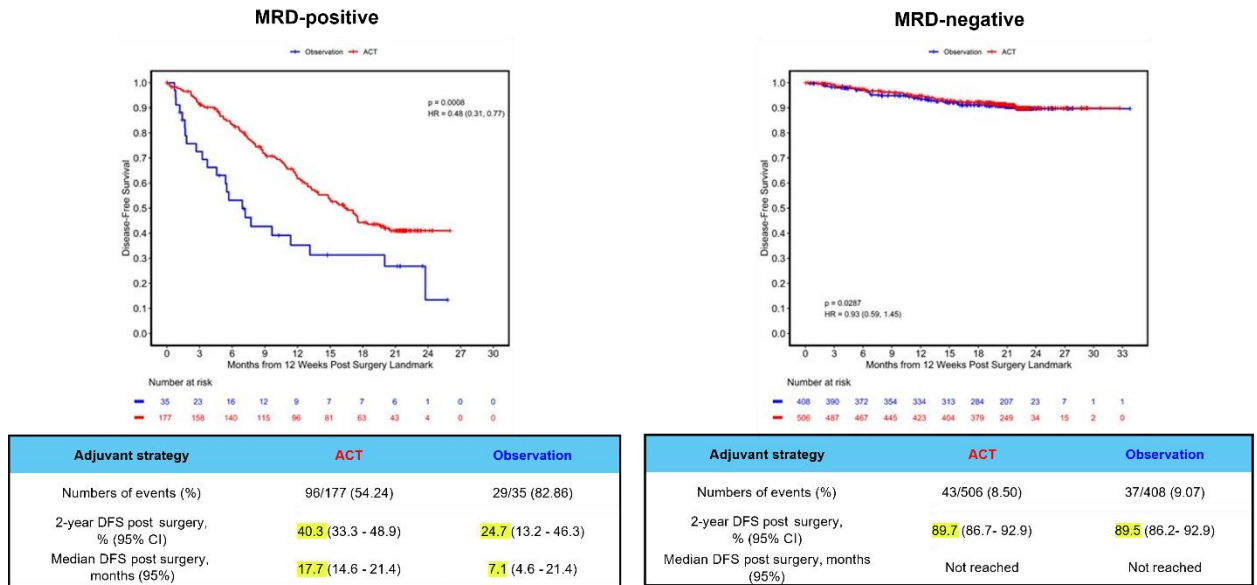 MRD-positive
Observation ACT
Disease-Free Survival
1.0
0.9
0.8
0.7
0.6
0.5
0.4
0.3
0.2
0.1
0.0
p = 0.0008
HR = 0.48 (0.31, 0.77)
0 3 6 9 12 15 18 21 24 27 30
Months from 12 Weeks Post Surgery Landmark
Number at risk
35 23 16 12 9 7 7 6 1 0 0
177 158 140 115 96 81 63 43 4 0 0
Adjuvant strategy ACT Observation
Numbers of events (%) 96/177 (54.24) 29/35 (82.86)
2-year DFS post surgery,
% (95% CI) 40.3 (33.3 - 48.9) 24.7 (13.2 - 46.3)
Median DFS post surgery,
months (95%) 17.7 (14.6 - 21.4) 7.1 (4.6 - 21.4)
MRD-negative
Observation ACT
Disease-Free Survival
1.0
0.9
0.8
0.7
0.6
0.5
0.4
0.3
0.2
0.1
0.0
p = 0.0287
HR = 0.93 (0.59, 1.45)
0 3 6 9 12 15 18 21 24 27 30 33
Months from 12 Weeks Post Surgery Landmark
Number at risk
408 390 372 354 334 313 284 207 23 7 1 1
506 487 467 445 423 404 379 249 34 15 2 0
Adjuvant strategy ACT Observation
Numbers of events (%) 43/506 (8.50) 37/408 (9.07)
2-year DFS post surgery,
% (95% CI) 89.7 (86.7- 92.9) 89.5 (86.2- 92.9)
Median DFS post surgery, months
(95%) Not reached Not reached